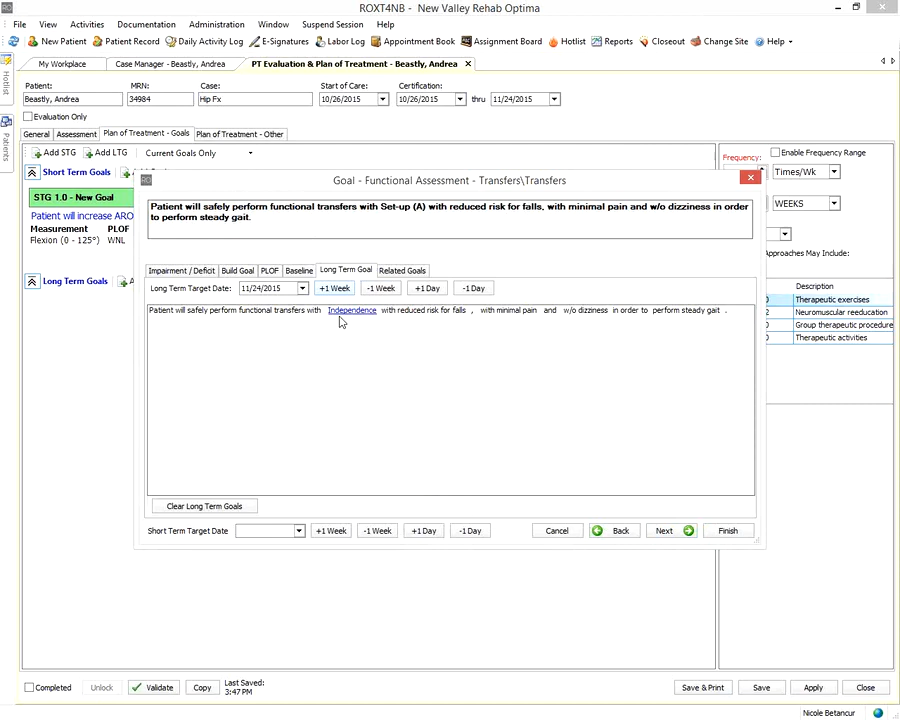 ROXT4NB - New Valley Rehab Optima
File View Activities Documentation Administration Window Suspend Session Help
New Patient Patient Record Daily Activity Log E-Signatures Labor Log Appointment Book Assignment Board Hotlist Reports Closeout Change Site Help
My Workplace Case Manager - Beastly, Andrea PT Evaluation & Plan of Treatment - Beastly, Andrea
Hotlist
Patients
Patient: MRN: Case: Start of Care: Certification:
Beastly, Andrea 34984 Hip Fx 10/26/2015 10/26/2015 thru 11/24/2015
Evaluation Only
General Assessment Plan of Treatment - Goals Plan of Treatment - Other
Add STG Add LTG Current Goals Only
Short Term Goals
STG 1.0 - New Goal
Patient will increase ARO
Measurement PLOF
Flexion (0 - 125°) WNL
Long Term Goals
Frequency: Enable Frequency Range
Times/Wk
WEEKS
Approaches May Include:
Description
Therapeutic exercises
Neuromuscular reeducation
Group therapeutic procedure
Therapeutic activities
Goal - Functional Assessment - Transfers\Transfers
Patient will safely perform functional transfers with Set-up (A) with reduced risk for falls, with minimal pain and w/o dizziness in order
to perform steady gait.
Impairment / Deficit Build Goal PLOF Baseline Long Term Goal Related Goals
Long Term Target Date: 11/24/2015 +1 Week -1 Week +1 Day -1 Day
Patient will safely perform functional transfers with Independence with reduced risk for falls , with minimal pain and w/o dizziness in order to perform steady gait .
Clear Long Term Goals
Short Term Target Date +1 Week -1 Week +1 Day -1 Day Cancel Back Next Finish
Completed Unlock Validate Copy Last Saved:
3:47 PM
Save & Print Save Apply Close
Nicole Betancur